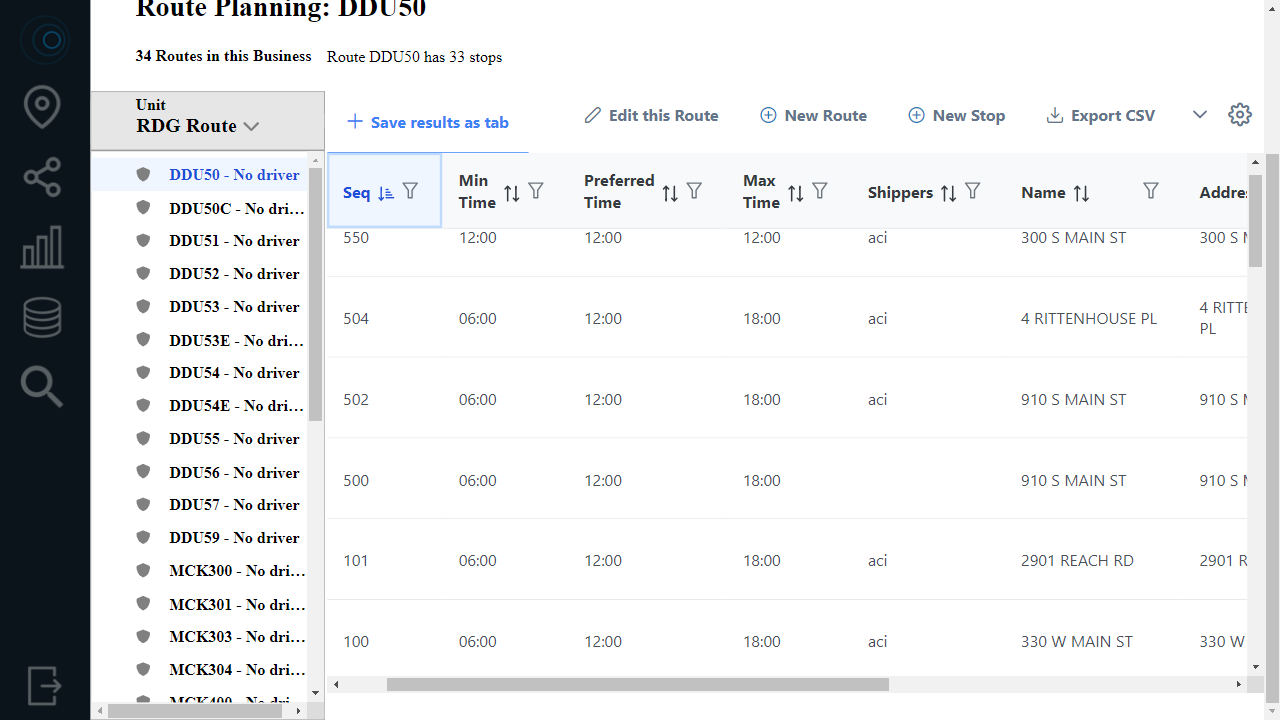 Route Planning: DDU50
34 Routes in this Business Route DDU50 has 33 stops
Unit
RDG Route
Save results as tab
Edit this Route
New Route
New Stop
Export CSV
DDU50 - No driver
DDU50C - No dri…
DDU51 - No driver
DDU52 - No driver
DDU53 - No driver
DDU53E - No dri…
DDU54 - No driver
DDU54E - No dri…
DDU55 - No driver
DDU56 - No driver
DDU57 - No driver
DDU59 - No driver
MCK300 - No dri…
MCK301 - No dri…
MCK303 - No dri…
MCK304 - No dri…
MCK400 - No dri…
Seq Min Time Preferred Time Max Time Shippers Name Addre
550 12:00 12:00 12:00 aci 300 S MAIN ST 300 S M
504 06:00 12:00 18:00 aci 4 RITTENHOUSE PL 4 RITTE PL
502 06:00 12:00 18:00 aci 910 S MAIN ST 910 S M
500 06:00 12:00 18:00 910 S MAIN ST 910 S M
101 06:00 12:00 18:00 aci 2901 REACH RD 2901 R
100 06:00 12:00 18:00 aci 330 W MAIN ST 330 W